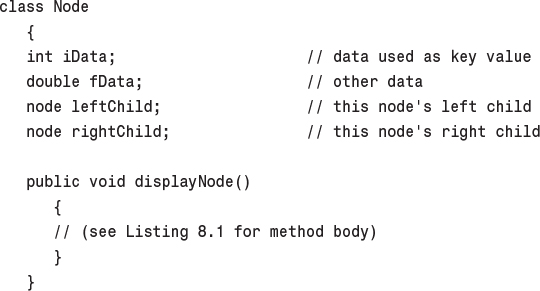 class Node
   {
   int iData;                     // data used as key value
   double fData;                  // other data
   node leftChild;                // this node's left child
   node rightChild;               // this node's right child

   public void displayNode()
      {
      // (see Listing 8.1 for method body)
      }
   }